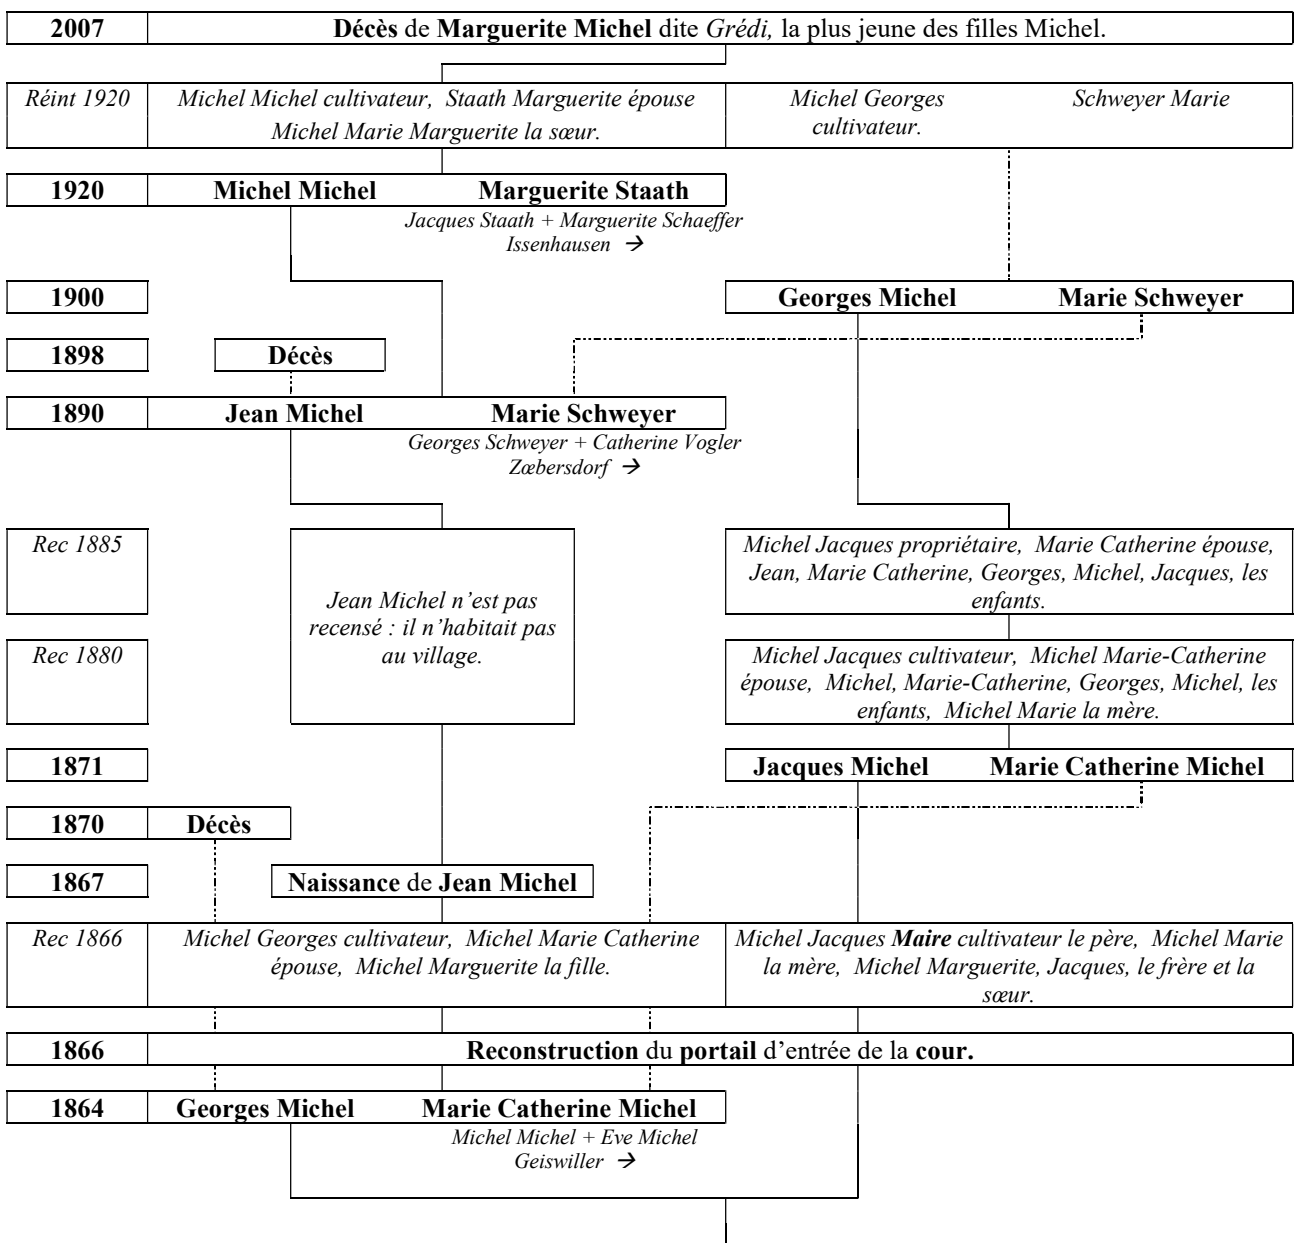 2007 Décès de Marguerite Michel dite Grédi, la plus jeune des filles Michel.
Réint 1920 Michel Michel cultivateur, Staath Marguerite épouse
Michel Marie Marguerite la sœur.
Michel Georges
cultivateur.
Schweyer Marie
1920 Michel Michel Marguerite Staath
Jacques Staath + Marguerite Schaeffer
Issenhausen →
1900 Georges Michel Marie Schweyer
1898 Décès
1890 Jean Michel Marie Schweyer
Georges Schweyer + Catherine Vogler
Zœbersdorf →
Rec 1885
Michel Jacques propriétaire, Marie Catherine épouse,
Jean, Marie Catherine, Georges, Michel, Jacques, les
enfants.
Jean Michel n’est pas
recensé : il n’habitait pas
au village.
Rec 1880
Michel Jacques cultivateur, Michel Marie-Catherine
épouse, Michel, Marie-Catherine, Georges, Michel, les
enfants, Michel Marie la mère.
1871 Jacques Michel Marie Catherine Michel
1870 Décès
1867 Naissance de Jean Michel
Rec 1866
Michel Georges cultivateur, Michel Marie Catherine
épouse, Michel Marguerite la fille.
Michel Jacques Maire cultivateur le père, Michel Marie
la mère, Michel Marguerite, Jacques, le frère et la
sœur.
1866 Reconstruction du portail d’entrée de la cour.
1864 Georges Michel Marie Catherine Michel
Michel Michel + Eve Michel
Geiswiller →